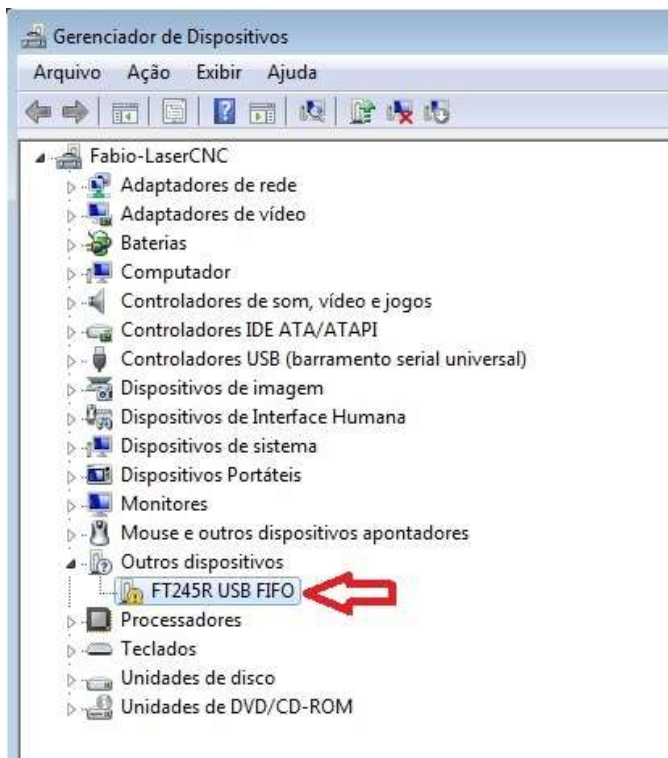 Gerenciador de Dispositivos
Arquivo Ação Exibir Ajuda
Fabio-LaserCNC
Adaptadores de rede
Adaptadores de vídeo
Baterias
Computador
Controladores de som, vídeo e jogos
Controladores IDE ATA/ATAPI
Controladores USB (barramento serial universal)
Dispositivos de imagem
Dispositivos de Interface Humana
Dispositivos de sistema
Dispositivos Portáteis
Monitores
Mouse e outros dispositivos apontadores
Outros dispositivos
FT245R USB FIFO
Processadores
Teclados
Unidades de disco
Unidades de DVD/CD-ROM